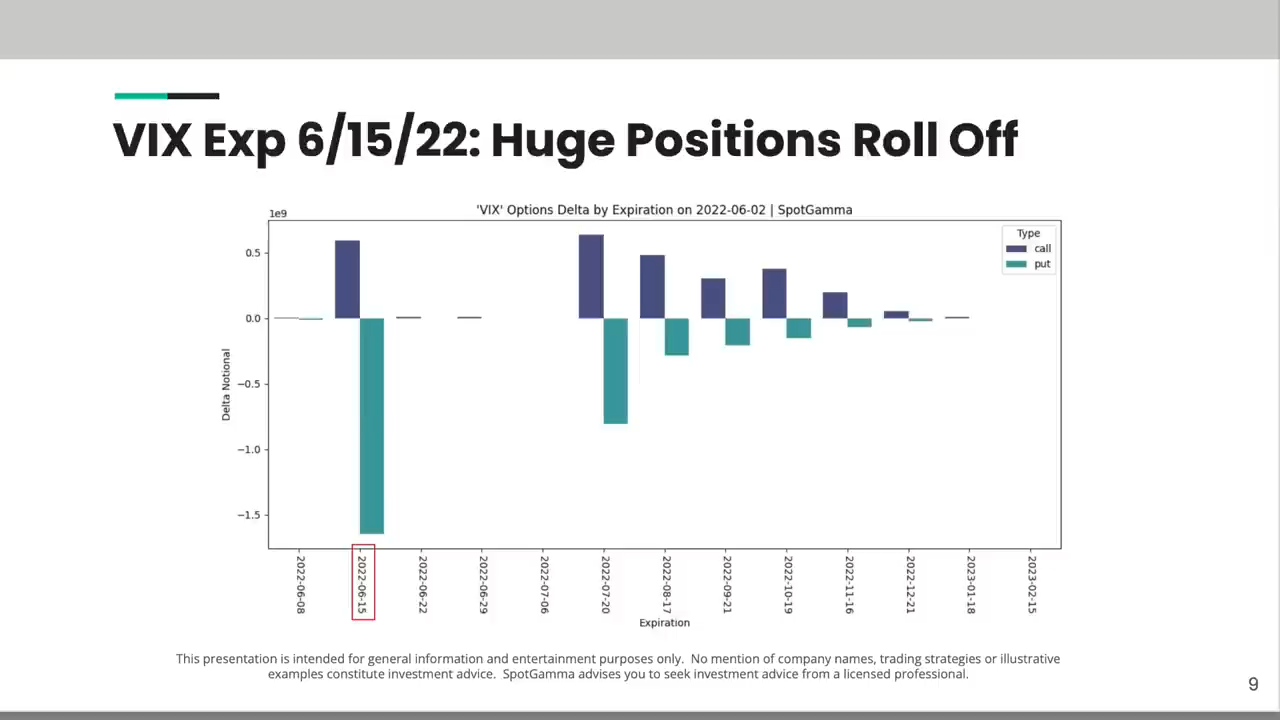 VIX Exp 6/15/22: Huge Positions Roll Off
'VIX' Options Delta by Expiration on 2022-06-02 | SpotGamma
1e9
Type
call
put
0.5
0.0
−0.5
−1.0
−1.5
Delta Notional
2022-06-08
2022-06-15
2022-06-22
2022-06-29
2022-07-06
2022-07-20
2022-08-17
2022-09-21
2022-10-19
2022-11-16
2022-12-21
2023-01-18
2023-02-15
Expiration
This presentation is intended for general information and entertainment purposes only. No mention of company names, trading strategies or illustrative
examples constitute investment advice. SpotGamma advises you to seek investment advice from a licensed professional.
9